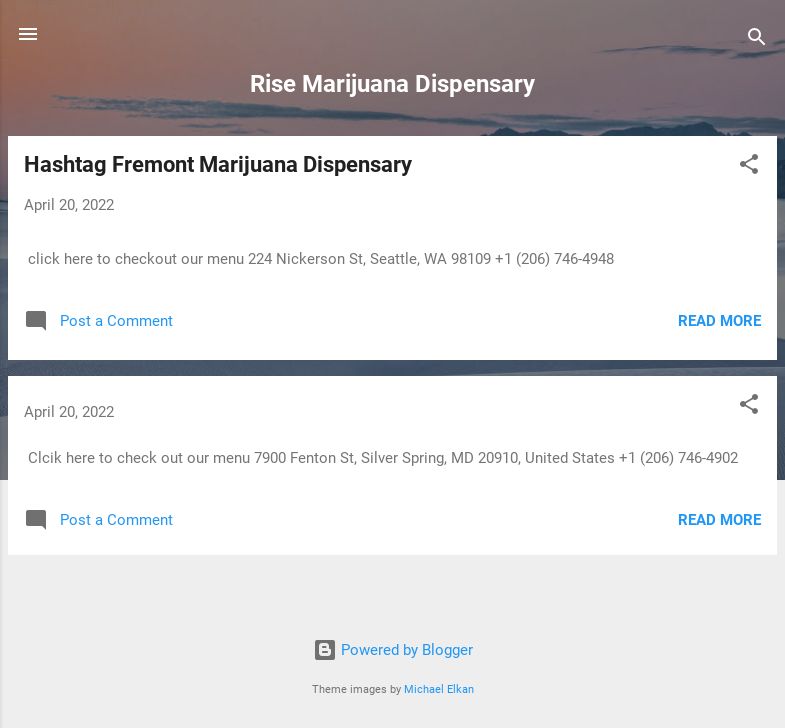 Rise Marijuana Dispensary
Hashtag Fremont Marijuana Dispensary
April 20, 2022
click here to checkout our menu 224 Nickerson St, Seattle, WA 98109 +1 (206) 746-4948
Post a Comment
READ MORE
April 20, 2022
Clcik here to check out our menu 7900 Fenton St, Silver Spring, MD 20910, United States +1 (206) 746-4902
Post a Comment
READ MORE
Powered by Blogger
Theme images by Michael Elkan